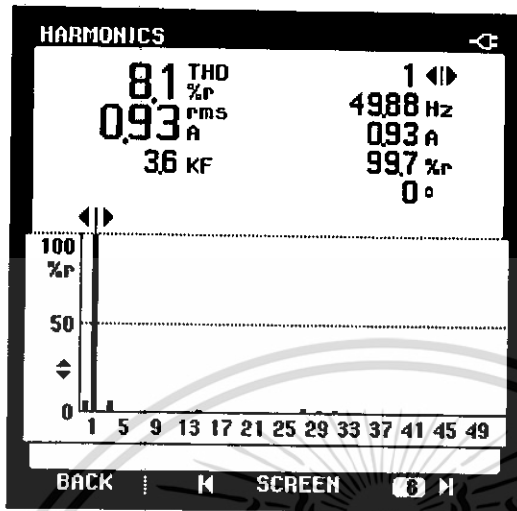 HARMONICS
8.1 THD %r
0.93 rms A
3.6 KF
1
49.88 Hz
0.93 A
99.7 %r
0 °
100
%r
50
0
1 5 9 13 17 21 25 29 33 37 41 45 49
BACK SCREEN 8